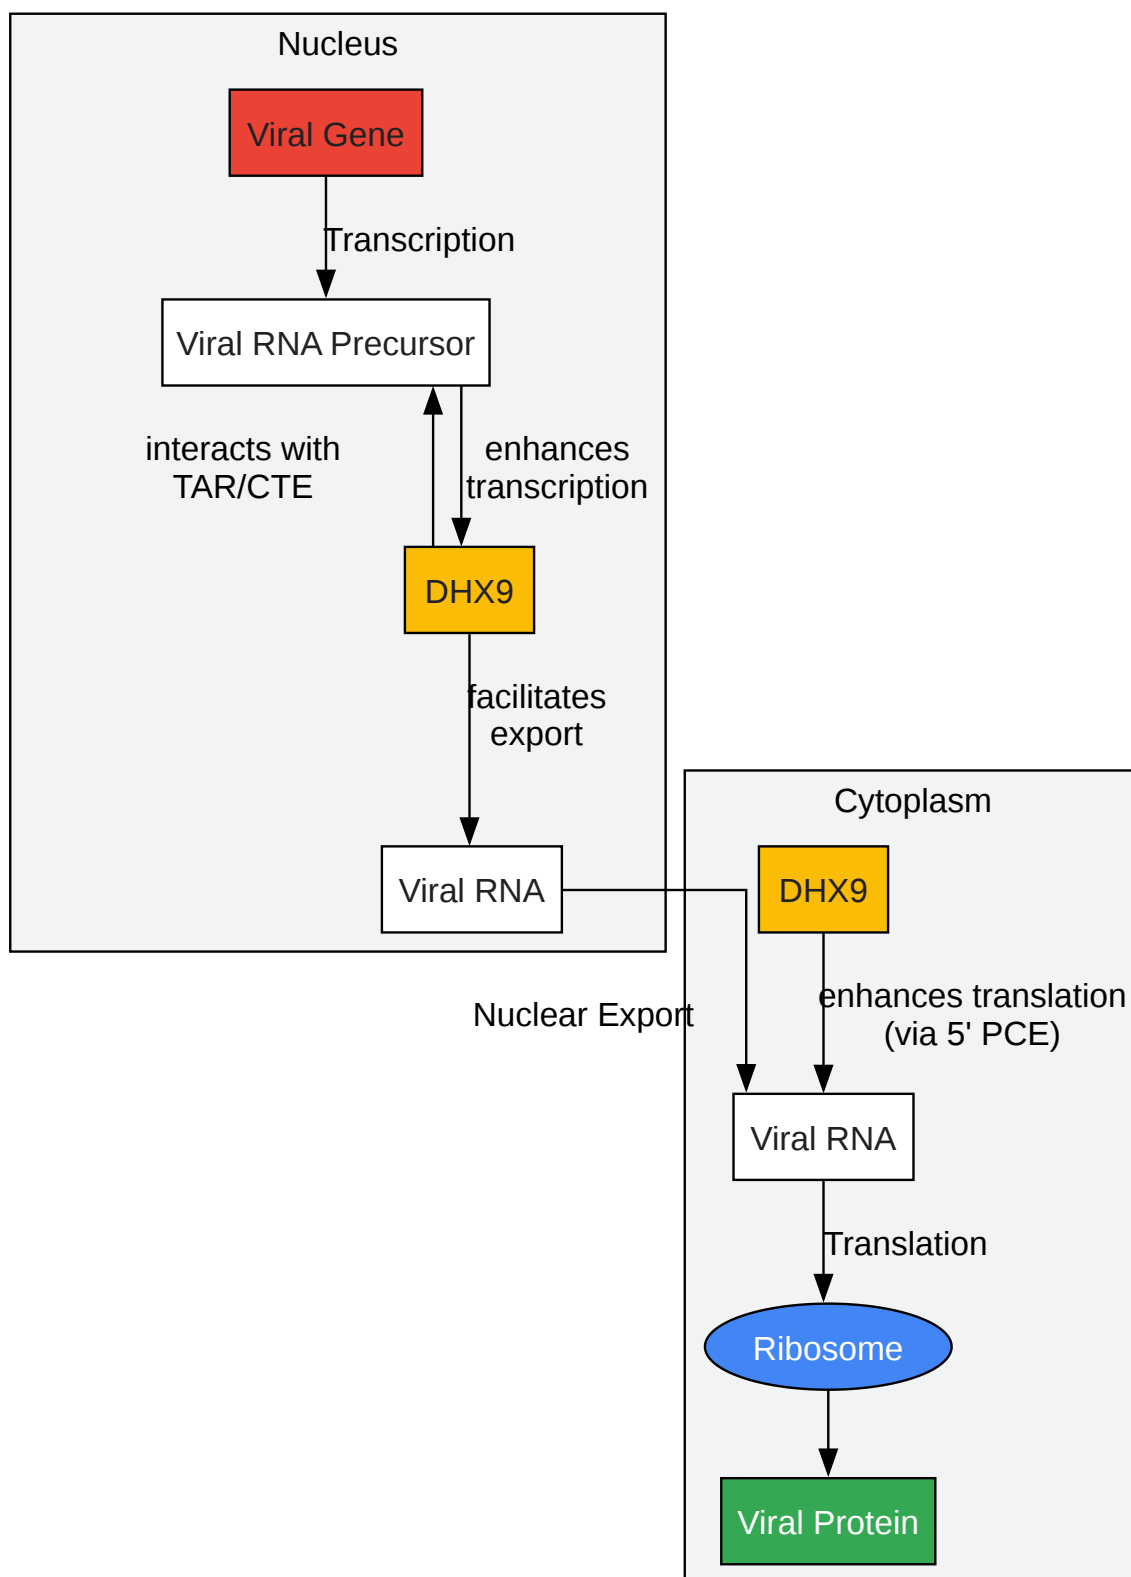 Nucleus
Viral Gene
Transcription
Viral RNA Precursor
interacts with
TAR/CTE
enhances
transcription
DHX9
facilitates
export
Viral RNA
Cytoplasm
DHX9
Nuclear Export
enhances translation
(via 5' PCE)
Viral RNA
Translation
Ribosome
Viral Protein